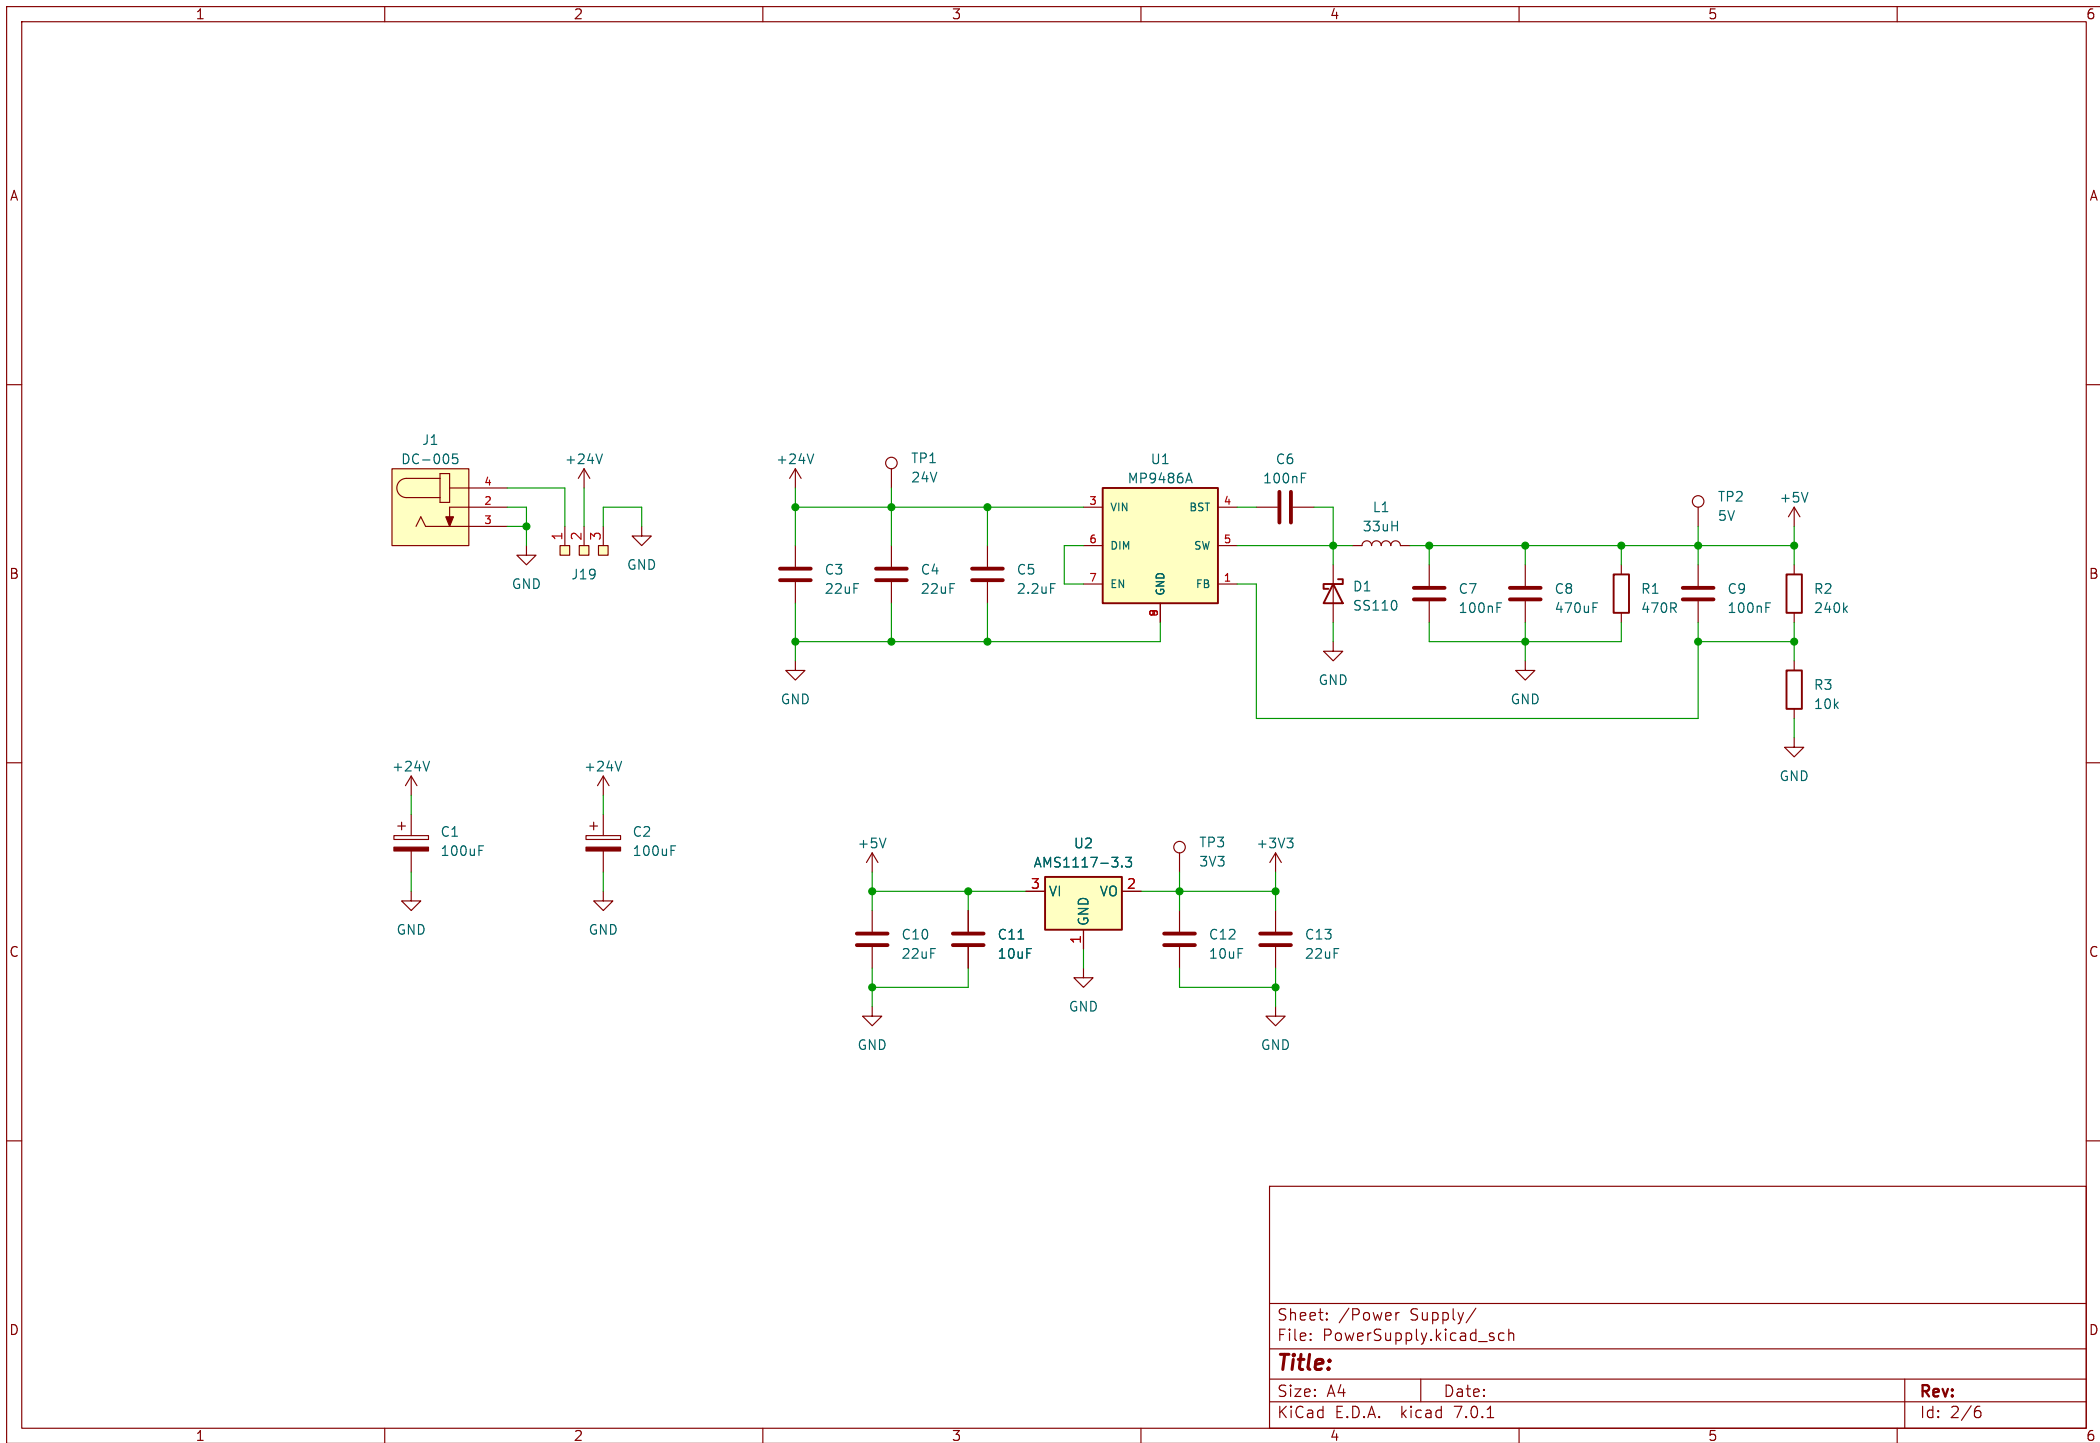 1 2 3 4 5 6
A A
J1
DC-005
4
2
3
GND
+24V
1 2 3
J19
GND
+24V
TP1
24V
C3
22uF
C4
22uF
C5
2.2uF
GND
U1
MP9486A
3 VIN
6 DIM
7 EN
BST 4
SW 5
FB 1
GND
8
C6
100nF
L1
33uH
D1
SS110
GND
C7
100nF
C8
470uF
R1
470R
GND
TP2
5V
+5V
C9
100nF
R2
240k
R3
10k
GND
B B
+24V
C1
100uF
GND
+24V
C2
100uF
GND
+5V
C10
22uF
C11
10uF
GND
U2
AMS1117-3.3
3 VI
VO 2
GND
1
GND
TP3
3V3
+3V3
C12
10uF
C13
22uF
GND
C C
D D
Sheet: /Power Supply/
File: PowerSupply.kicad_sch
Title:
Size: A4 Date: Rev:
KiCad E.D.A. kicad 7.0.1 Id: 2/6
1 2 3 4 5 6